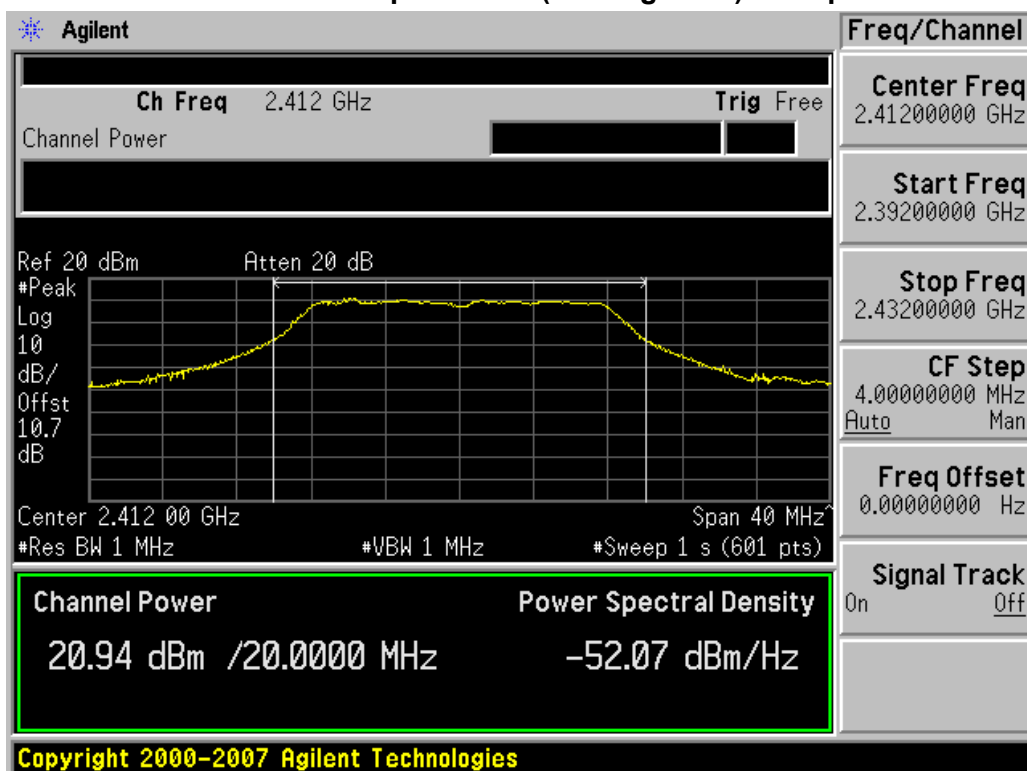 Agilent
Freq/Channel
Ch Freq 2.412 GHz Trig Free
Channel Power
Center Freq
2.41200000 GHz
Start Freq
2.39200000 GHz
Stop Freq
2.43200000 GHz
CF Step
4.00000000 MHz
Auto Man
Freq Offset
0.00000000 Hz
Signal Track
On Off
Ref 20 dBm Atten 20 dB
#Peak
Log
10
dB/
Offst
10.7
dB
Center 2.412 00 GHz Span 40 MHz^
#Res BW 1 MHz #VBW 1 MHz #Sweep 1 s (601 pts)
Channel Power Power Spectral Density
20.94 dBm /20.0000 MHz -52.07 dBm/Hz
Copyright 2000-2007 Agilent Technologies